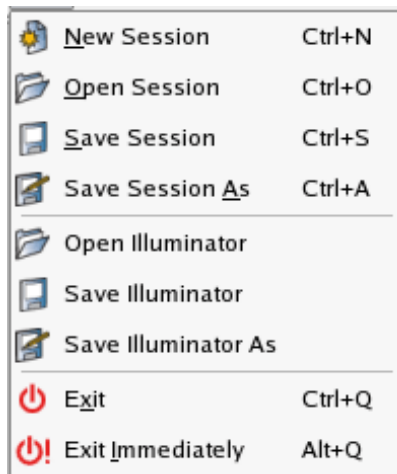 New Session Ctrl+N
Open Session Ctrl+O
Save Session Ctrl+S
Save Session As Ctrl+A
Open Illuminator
Save Illuminator
Save Illuminator As
Exit Ctrl+Q
Exit Immediately Alt+Q